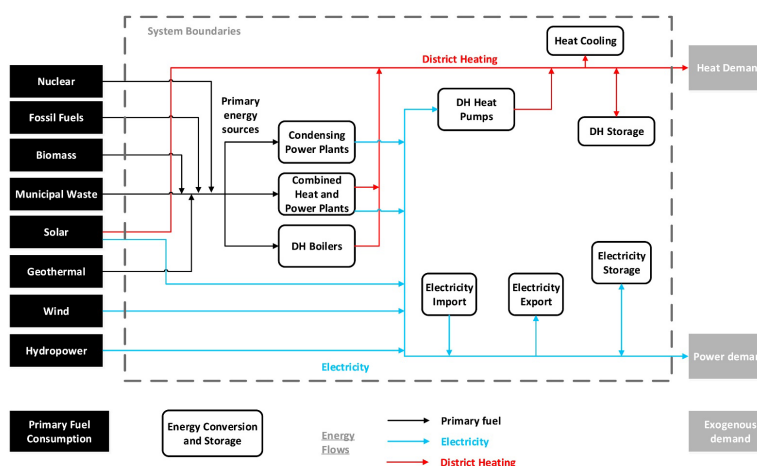 System Boundaries
Heat Cooling
District Heating
Heat Demand
Nuclear
Primary
energy
sources
Fossil Fuels
DH Heat
Pumps
Condensing
Power Plants
DH Storage
Biomass
Municipal Waste
Combined
Heat and
Power Plants
Solar
DH Boilers
Geothermal
Electricity
Import
Electricity
Export
Electricity
Storage
Wind
Hydropower
Electricity
Power demand
Primary Fuel
Consumption
Energy Conversion
and Storage
Energy
Flows
Primary fuel
Electricity
District Heating
Exogenous
demand